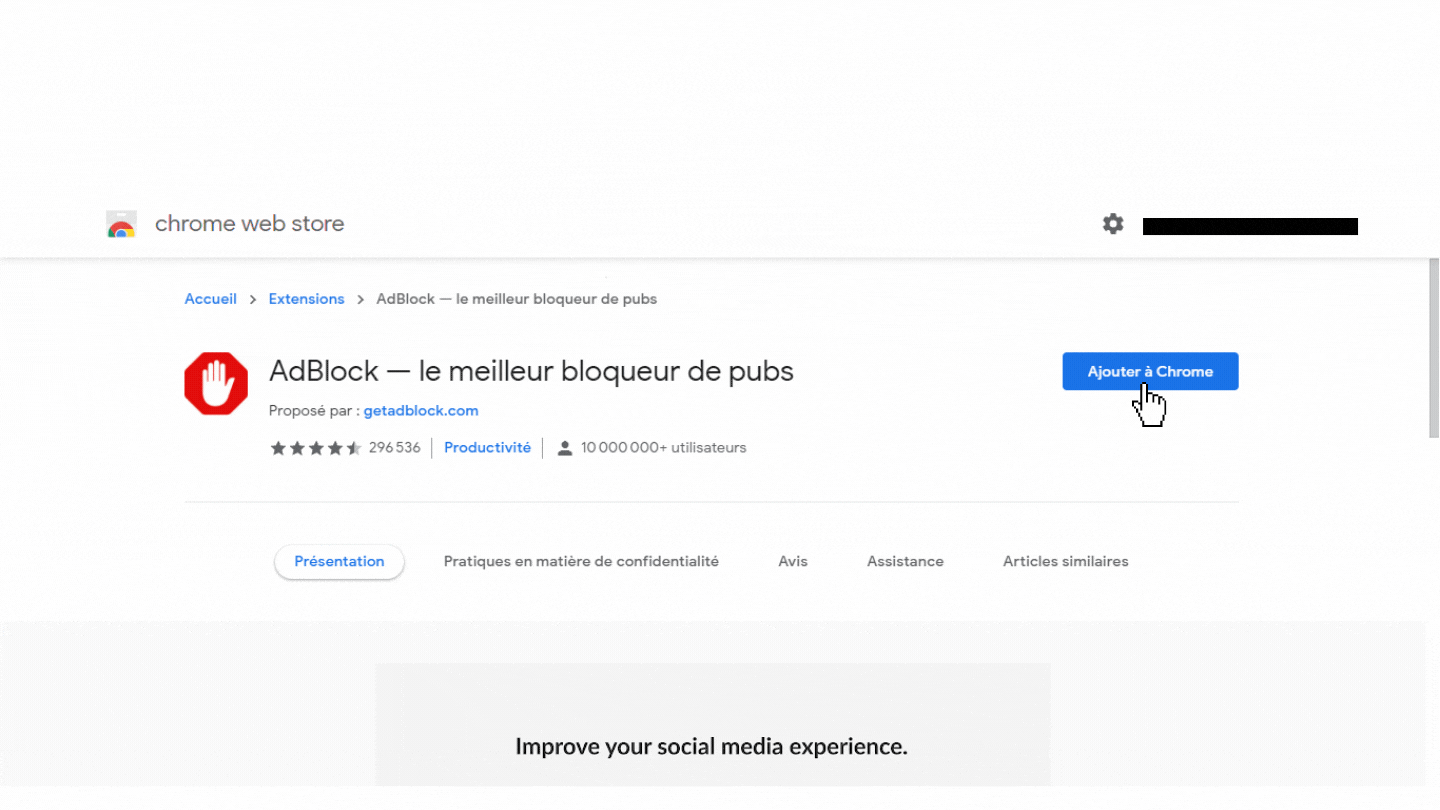 chrome web store
Accueil > Extensions > AdBlock — le meilleur bloqueur de pubs
AdBlock — le meilleur bloqueur de pubs
Ajouter à Chrome
Proposé par : getadblock.com
296 536 Productivité 10 000 000+ utilisateurs
Présentation Pratiques en matière de confidentialité Avis Assistance Articles similaires
Improve your social media experience.